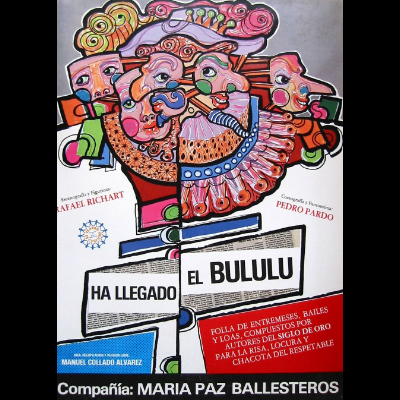 Escenografía y Figurines:
RAFAEL RICHART
Coreografía y Pantomima:
PEDRO PARDO
HA LLEGADO
EL BULULU
MANUEL COLLADO ALVAREZ
FOLLA DE ENTREMESES, BAILES
Y LOAS, COMPUESTOS POR
AUTORES DEL SIGLO DE ORO
PARA LA RISA, LOCURA Y
CHACOTA DEL RESPETABLE
Compañía: MARIA PAZ BALLESTEROS